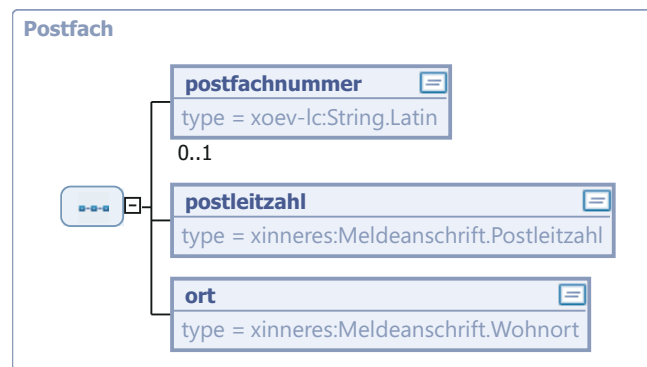 Postfach
postfachnummer
type = xoev-lc:String.Latin
0..1
postleitzahl
type = xinneres:Meldeanschrift.Postleitzahl
ort
type = xinneres:Meldeanschrift.Wohnort